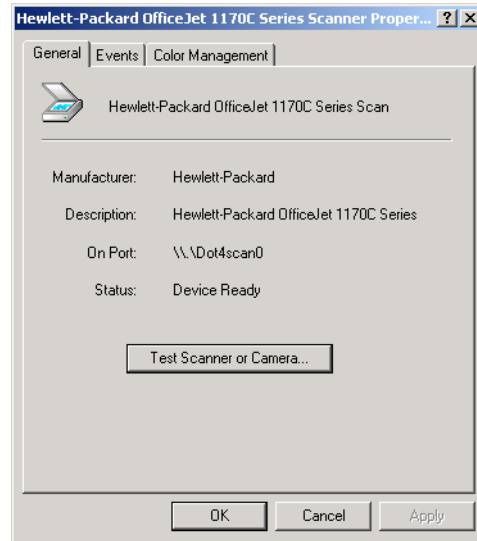 Hewlett-Packard OfficeJet 1170C Series Scanner Proper... ? X
General Events Color Management
Hewlett-Packard OfficeJet 1170C Series Scan
Manufacturer: Hewlett-Packard
Description: Hewlett-Packard OfficeJet 1170C Series
On Port: \\.\Dot4scan0
Status: Device Ready
Test Scanner or Camera...
OK Cancel Apply